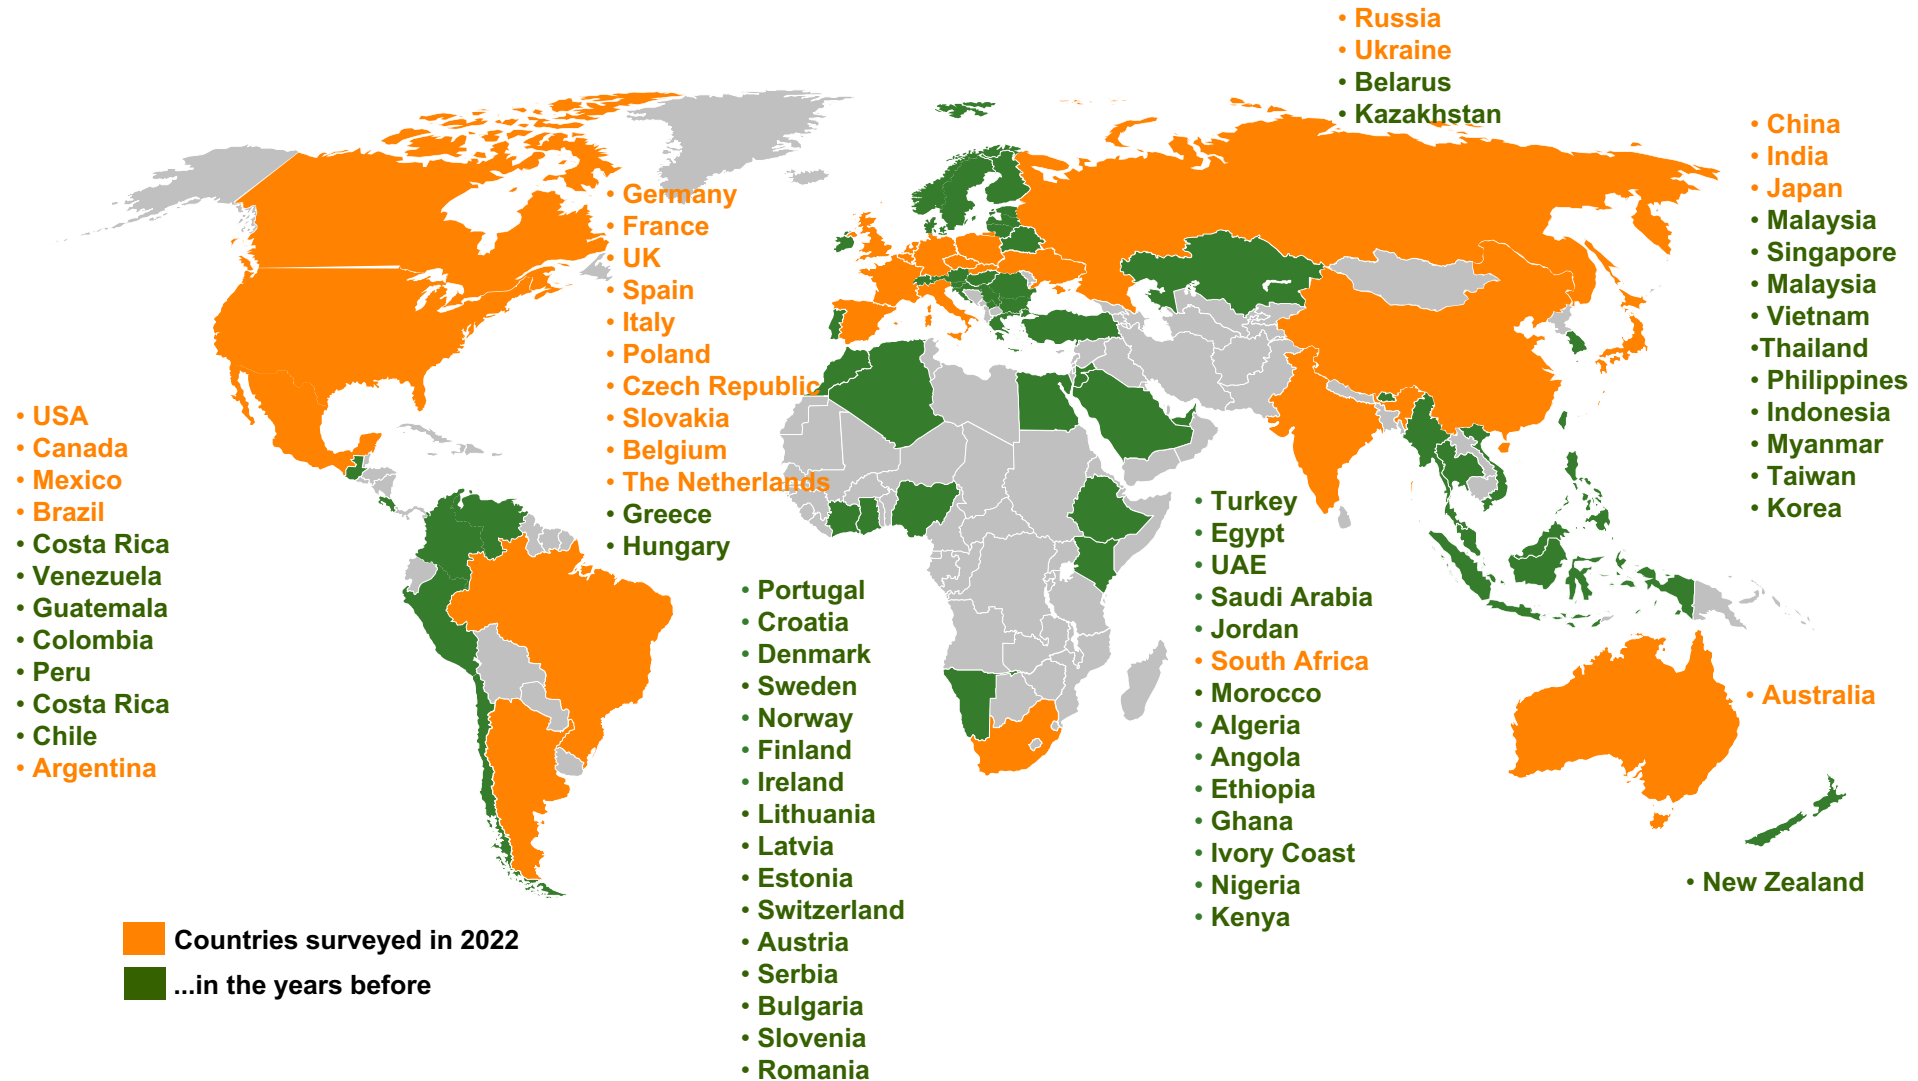 • Russia
• Ukraine
• Belarus
• Kazakhstan
• China
• India
• Japan
• Malaysia
• Singapore
• Malaysia
• Vietnam
•Thailand
• Philippines
• Indonesia
• Myanmar
• Taiwan
• Korea
• Germany
• France
• UK
• Spain
• Italy
• Poland
• Czech Republic
• Slovakia
• Belgium
• The Netherlands
• Greece
• Hungary
• USA
• Canada
• Mexico
• Brazil
• Costa Rica
• Venezuela
• Guatemala
• Colombia
• Peru
• Costa Rica
• Chile
• Argentina
• Portugal
• Croatia
• Denmark
• Sweden
• Norway
• Finland
• Ireland
• Lithuania
• Latvia
• Estonia
• Switzerland
• Austria
• Serbia
• Bulgaria
• Slovenia
• Romania
• Turkey
• Egypt
• UAE
• Saudi Arabia
• Jordan
• South Africa
• Morocco
• Algeria
• Angola
• Ethiopia
• Ghana
• Ivory Coast
• Nigeria
• Kenya
• Australia
• New Zealand
Countries surveyed in 2022
...in the years before